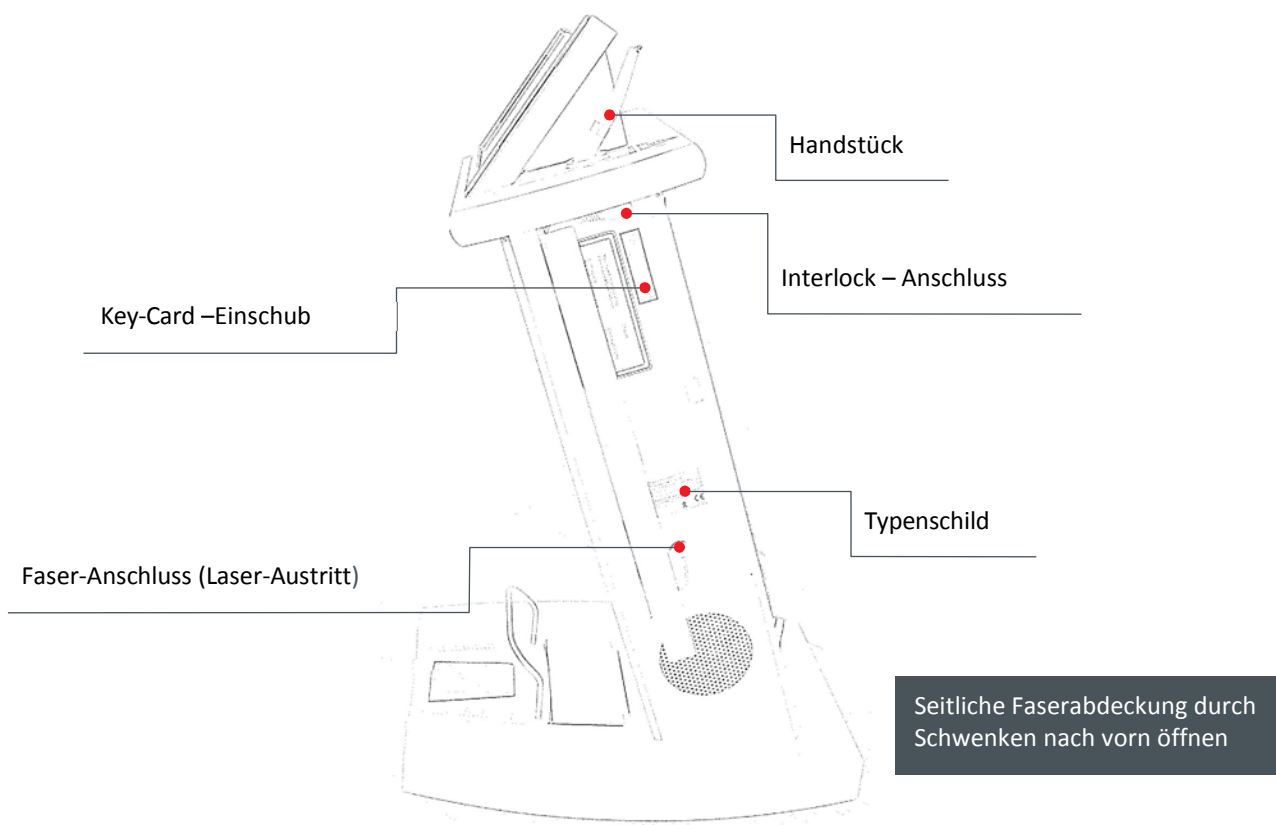 Handstück
Interlock – Anschluss
Key-Card –Einschub
Typenschild
Faser-Anschluss (Laser-Austritt)
Seitliche Faserabdeckung durch
Schwenken nach vorn öffnen